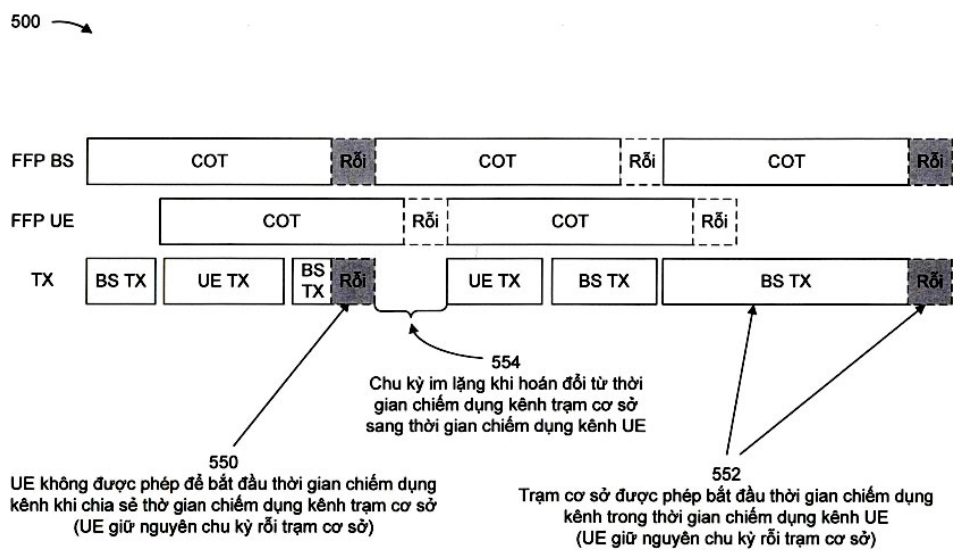 500
FFP BS COT Rỗi COT Rỗi COT Rỗi
FFP UE COT Rỗi COT Rỗi
TX BS TX UE TX BS TX Rỗi UE TX BS TX BS TX Rỗi
554
Chu kỳ im lặng khi hoán đổi từ thời
gian chiếm dụng kênh trạm cơ sở
sang thời gian chiếm dụng kênh UE
550
UE không được phép để bắt đầu thời gian chiếm dụng
kênh khi chia sẻ thờ gian chiếm dụng kênh trạm cơ sở
(UE giữ nguyên chu kỳ rỗi trạm cơ sở)
552
Trạm cơ sở được phép bắt đầu thời gian chiếm dụng
kênh trong thời gian chiếm dụng kênh UE
(UE giữ nguyên chu kỳ rỗi trạm cơ sở)